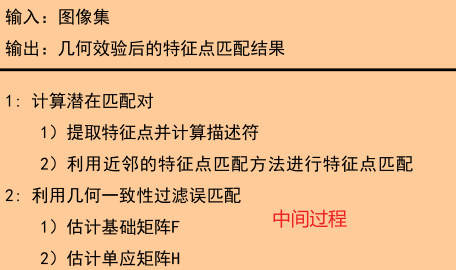 输入：图像集
输出：几何效验后的特征点匹配结果
1：计算潜在匹配对
1）提取特征点并计算描述符
2）利用近邻的特征点匹配方法进行特征点匹配
2：利用几何一致性过滤误匹配
1）估计基础矩阵F
中间过程
2）估计单应矩阵H